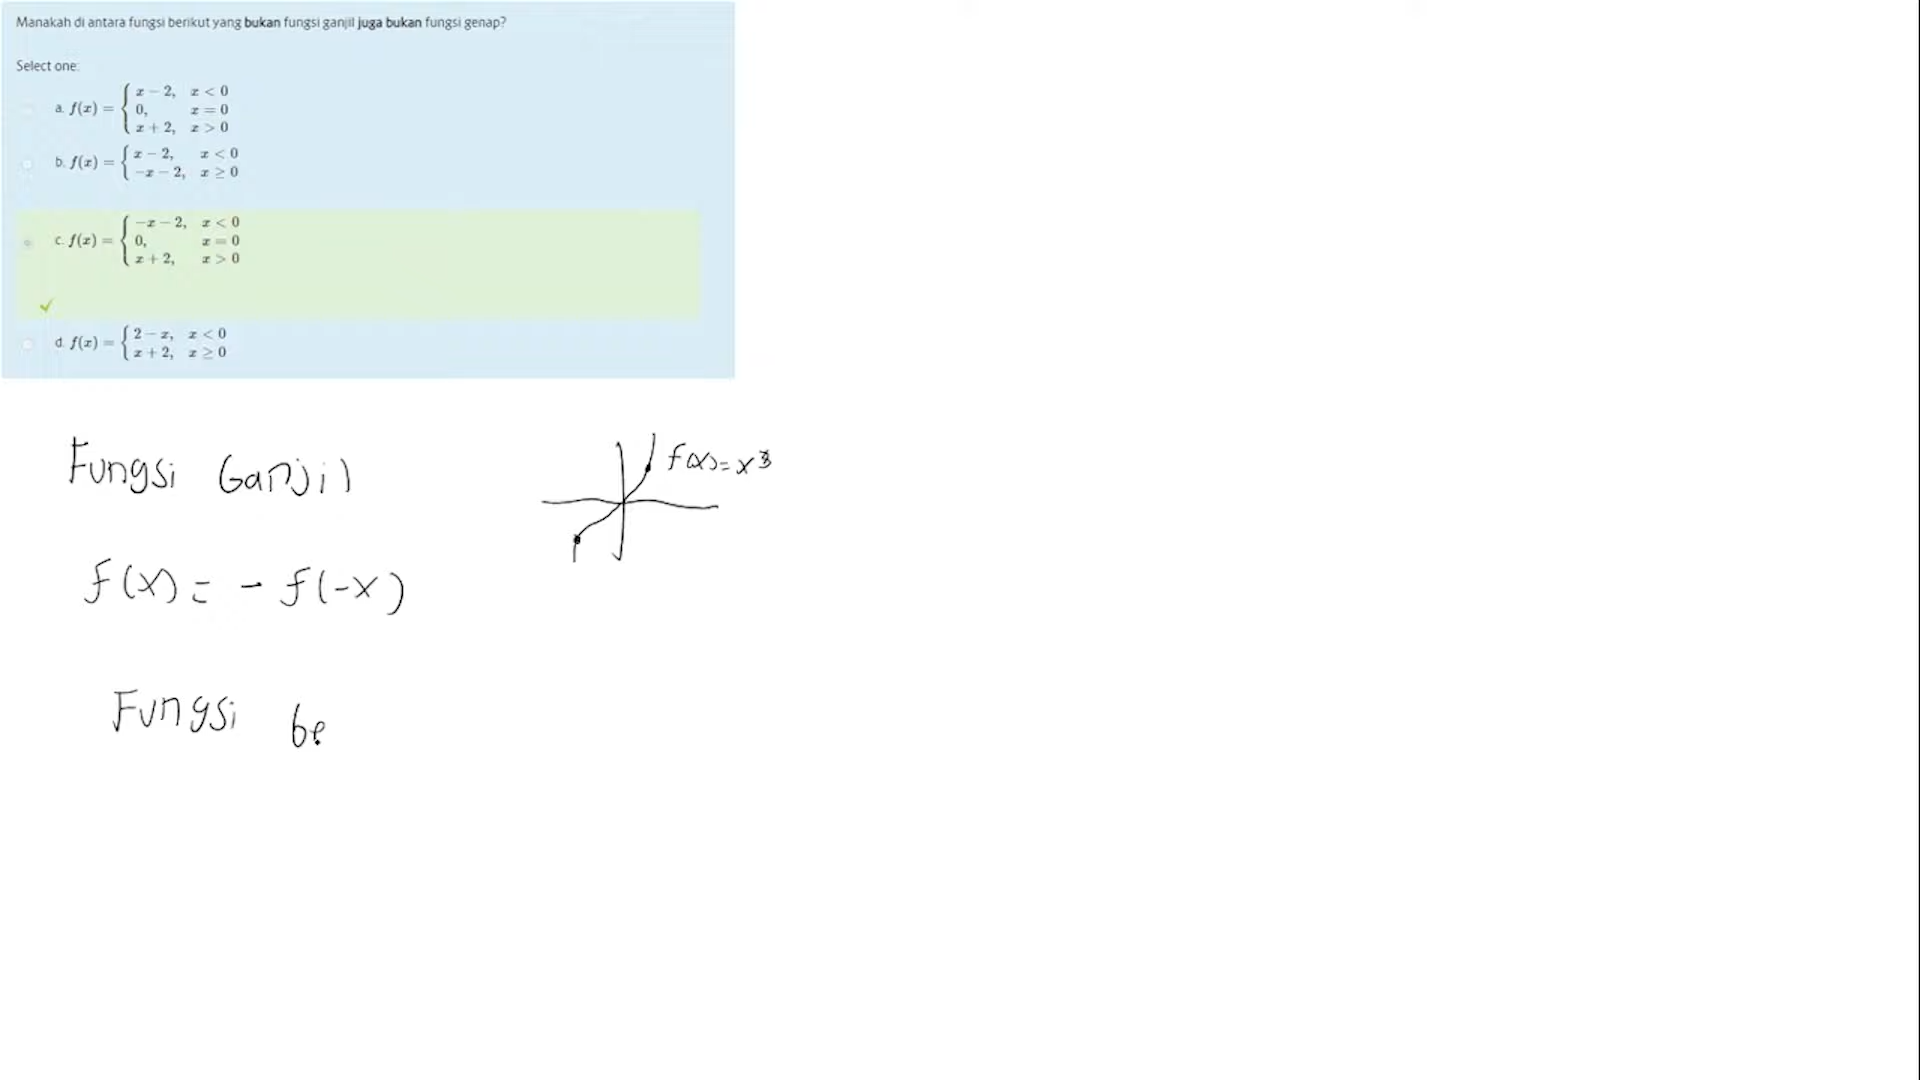 Manakah di antara fungsi berikut yang bukan fungsi ganjil juga bukan fungsi genap?
Select one:
a. f(x) = { x − 2, x < 0
0, x = 0
x + 2, x > 0
b. f(x) = { x − 2, x < 0
−x − 2, x ≥ 0
c. f(x) = { −x − 2, x < 0
0, x = 0
x + 2, x > 0
✓
d. f(x) = { 2 − x, x < 0
x + 2, x ≥ 0
Fungsi Ganjil
f(x) = x³
f(x) = - f(-x)
Fungsi Ge